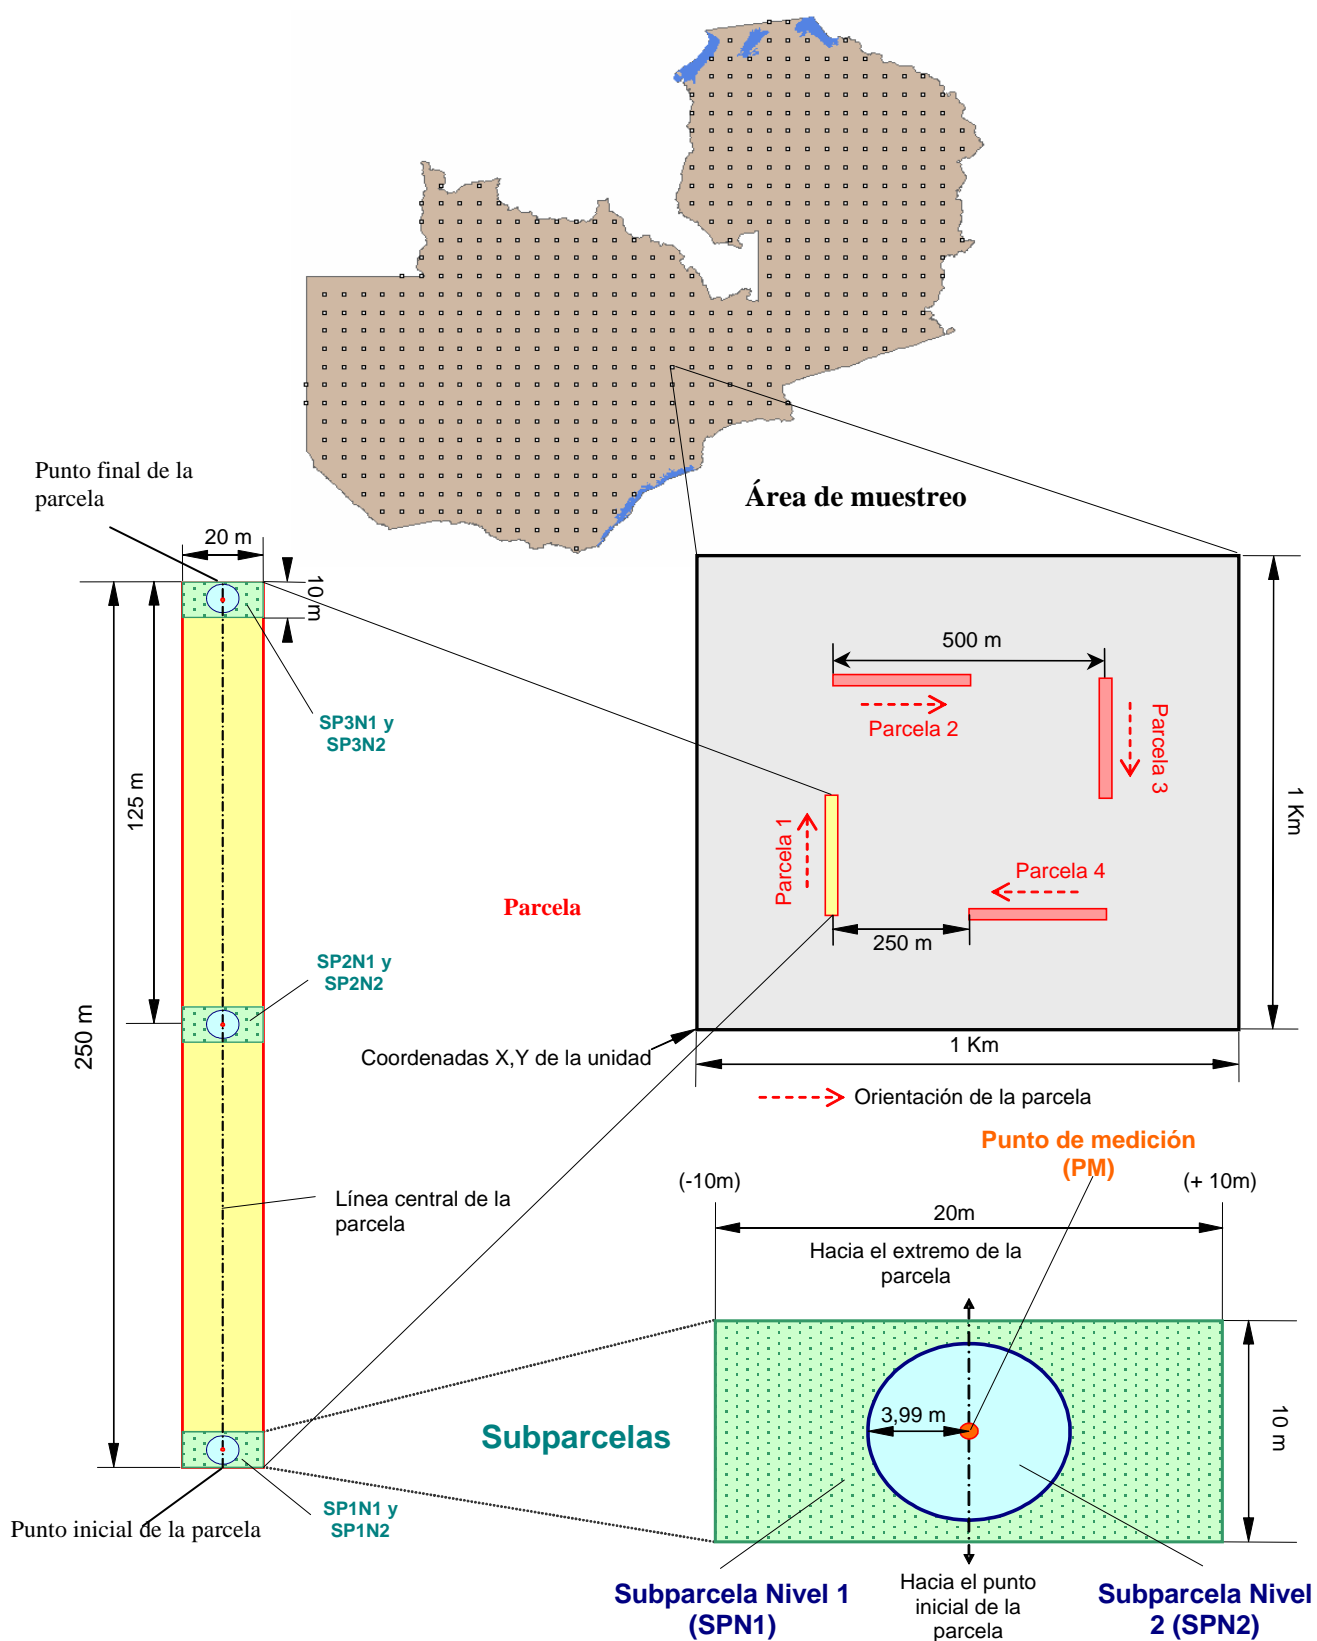 Punto final de la
parcela
20 m
10 m
Área de muestreo
500 m
Parcela 2
Parcela 3
1 Km
Parcela 1
Parcela 4
250 m
SP3N1 y
SP3N2
125 m
Parcela
SP2N1 y
SP2N2
250 m
Coordenadas X,Y de la unidad
1 Km
Orientación de la parcela
Punto de medición
(PM)
(-10m)
(+ 10m)
20m
Línea central de la
parcela
Hacia el extremo de la
parcela
Subparcelas
3,99 m
10 m
SP1N1 y
SP1N2
Punto inicial de la parcela
Subparcela Nivel 1
(SPN1)
Hacia el punto
inicial de la
parcela
Subparcela Nivel
2 (SPN2)